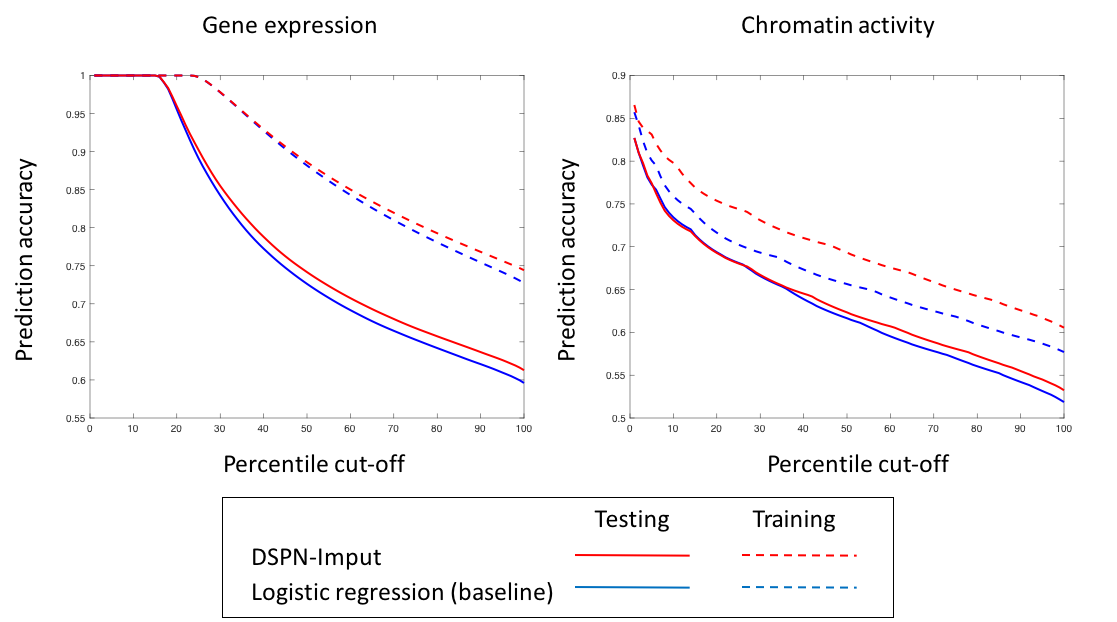 Gene expression
Chromatin activity
Prediction accuracy
1
0.95
0.9
0.85
0.8
0.75
0.7
0.65
0.6
0.55
0 10 20 30 40 50 60 70 80 90 100
Percentile cut-off
Prediction accuracy
0.9
0.85
0.8
0.75
0.7
0.65
0.6
0.55
0.5
0 10 20 30 40 50 60 70 80 90 100
Percentile cut-off
Testing Training
DSPN-Imput
Logistic regression (baseline)